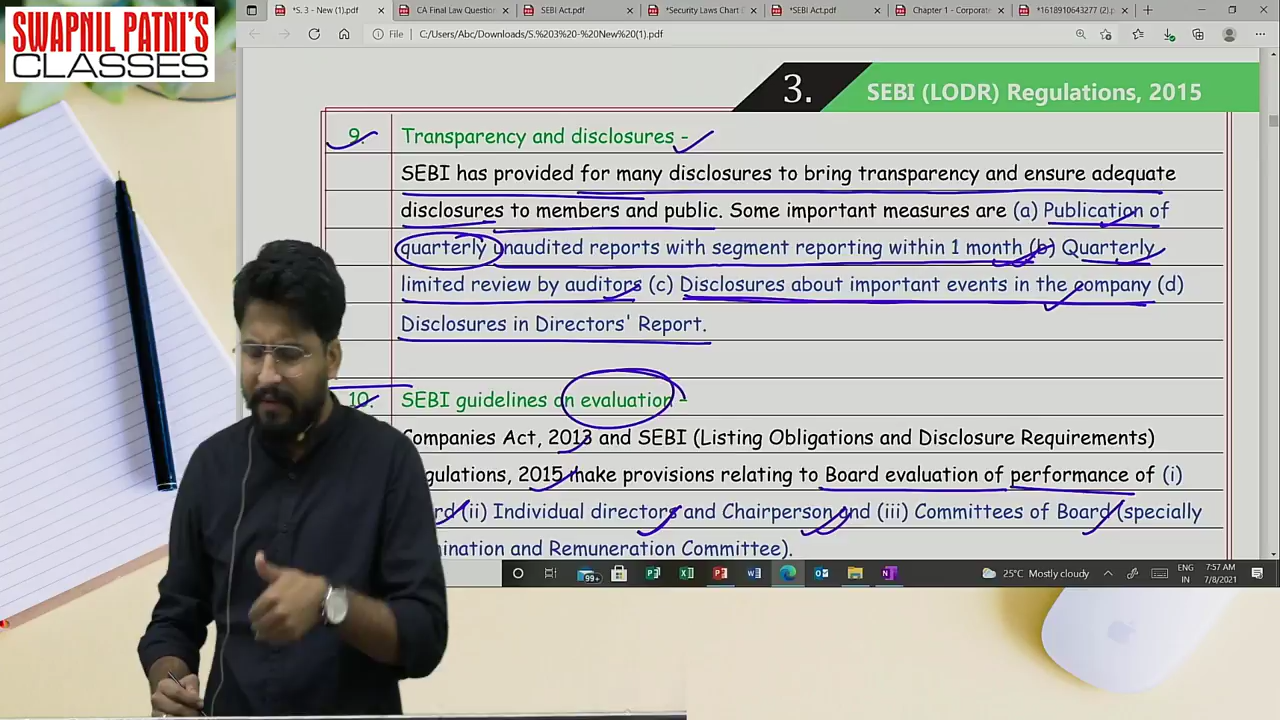 SWAPNIL PATNI'S
CLASSES
*S. 3 - New (1).pdf
CA Final Law Question
SEBI Act.pdf
*Security Laws Chart
*SEBI Act.pdf
Chapter 1 - Corporate
*1618910643277 (2).p
File
C:/Users/Abc/Downloads/S.%203%20-%20New%20(1).pdf
3.
SEBI (LODR) Regulations, 2015
9. Transparency and disclosures -
SEBI has provided for many disclosures to bring transparency and ensure adequate
disclosures to members and public. Some important measures are (a) Publication of
quarterly unaudited reports with segment reporting within 1 month (b) Quarterly
limited review by auditors (c) Disclosures about important events in the company (d)
Disclosures in Directors' Report.
10. SEBI guidelines on evaluation -
Companies Act, 2013 and SEBI (Listing Obligations and Disclosure Requirements)
egulations, 2015 make provisions relating to Board evaluation of performance of (i)
rd (ii) Individual directors and Chairperson and (iii) Committees of Board (specially
mination and Remuneration Committee).
99+
25°C Mostly cloudy
ENG
IN
7:57 AM
7/8/2021